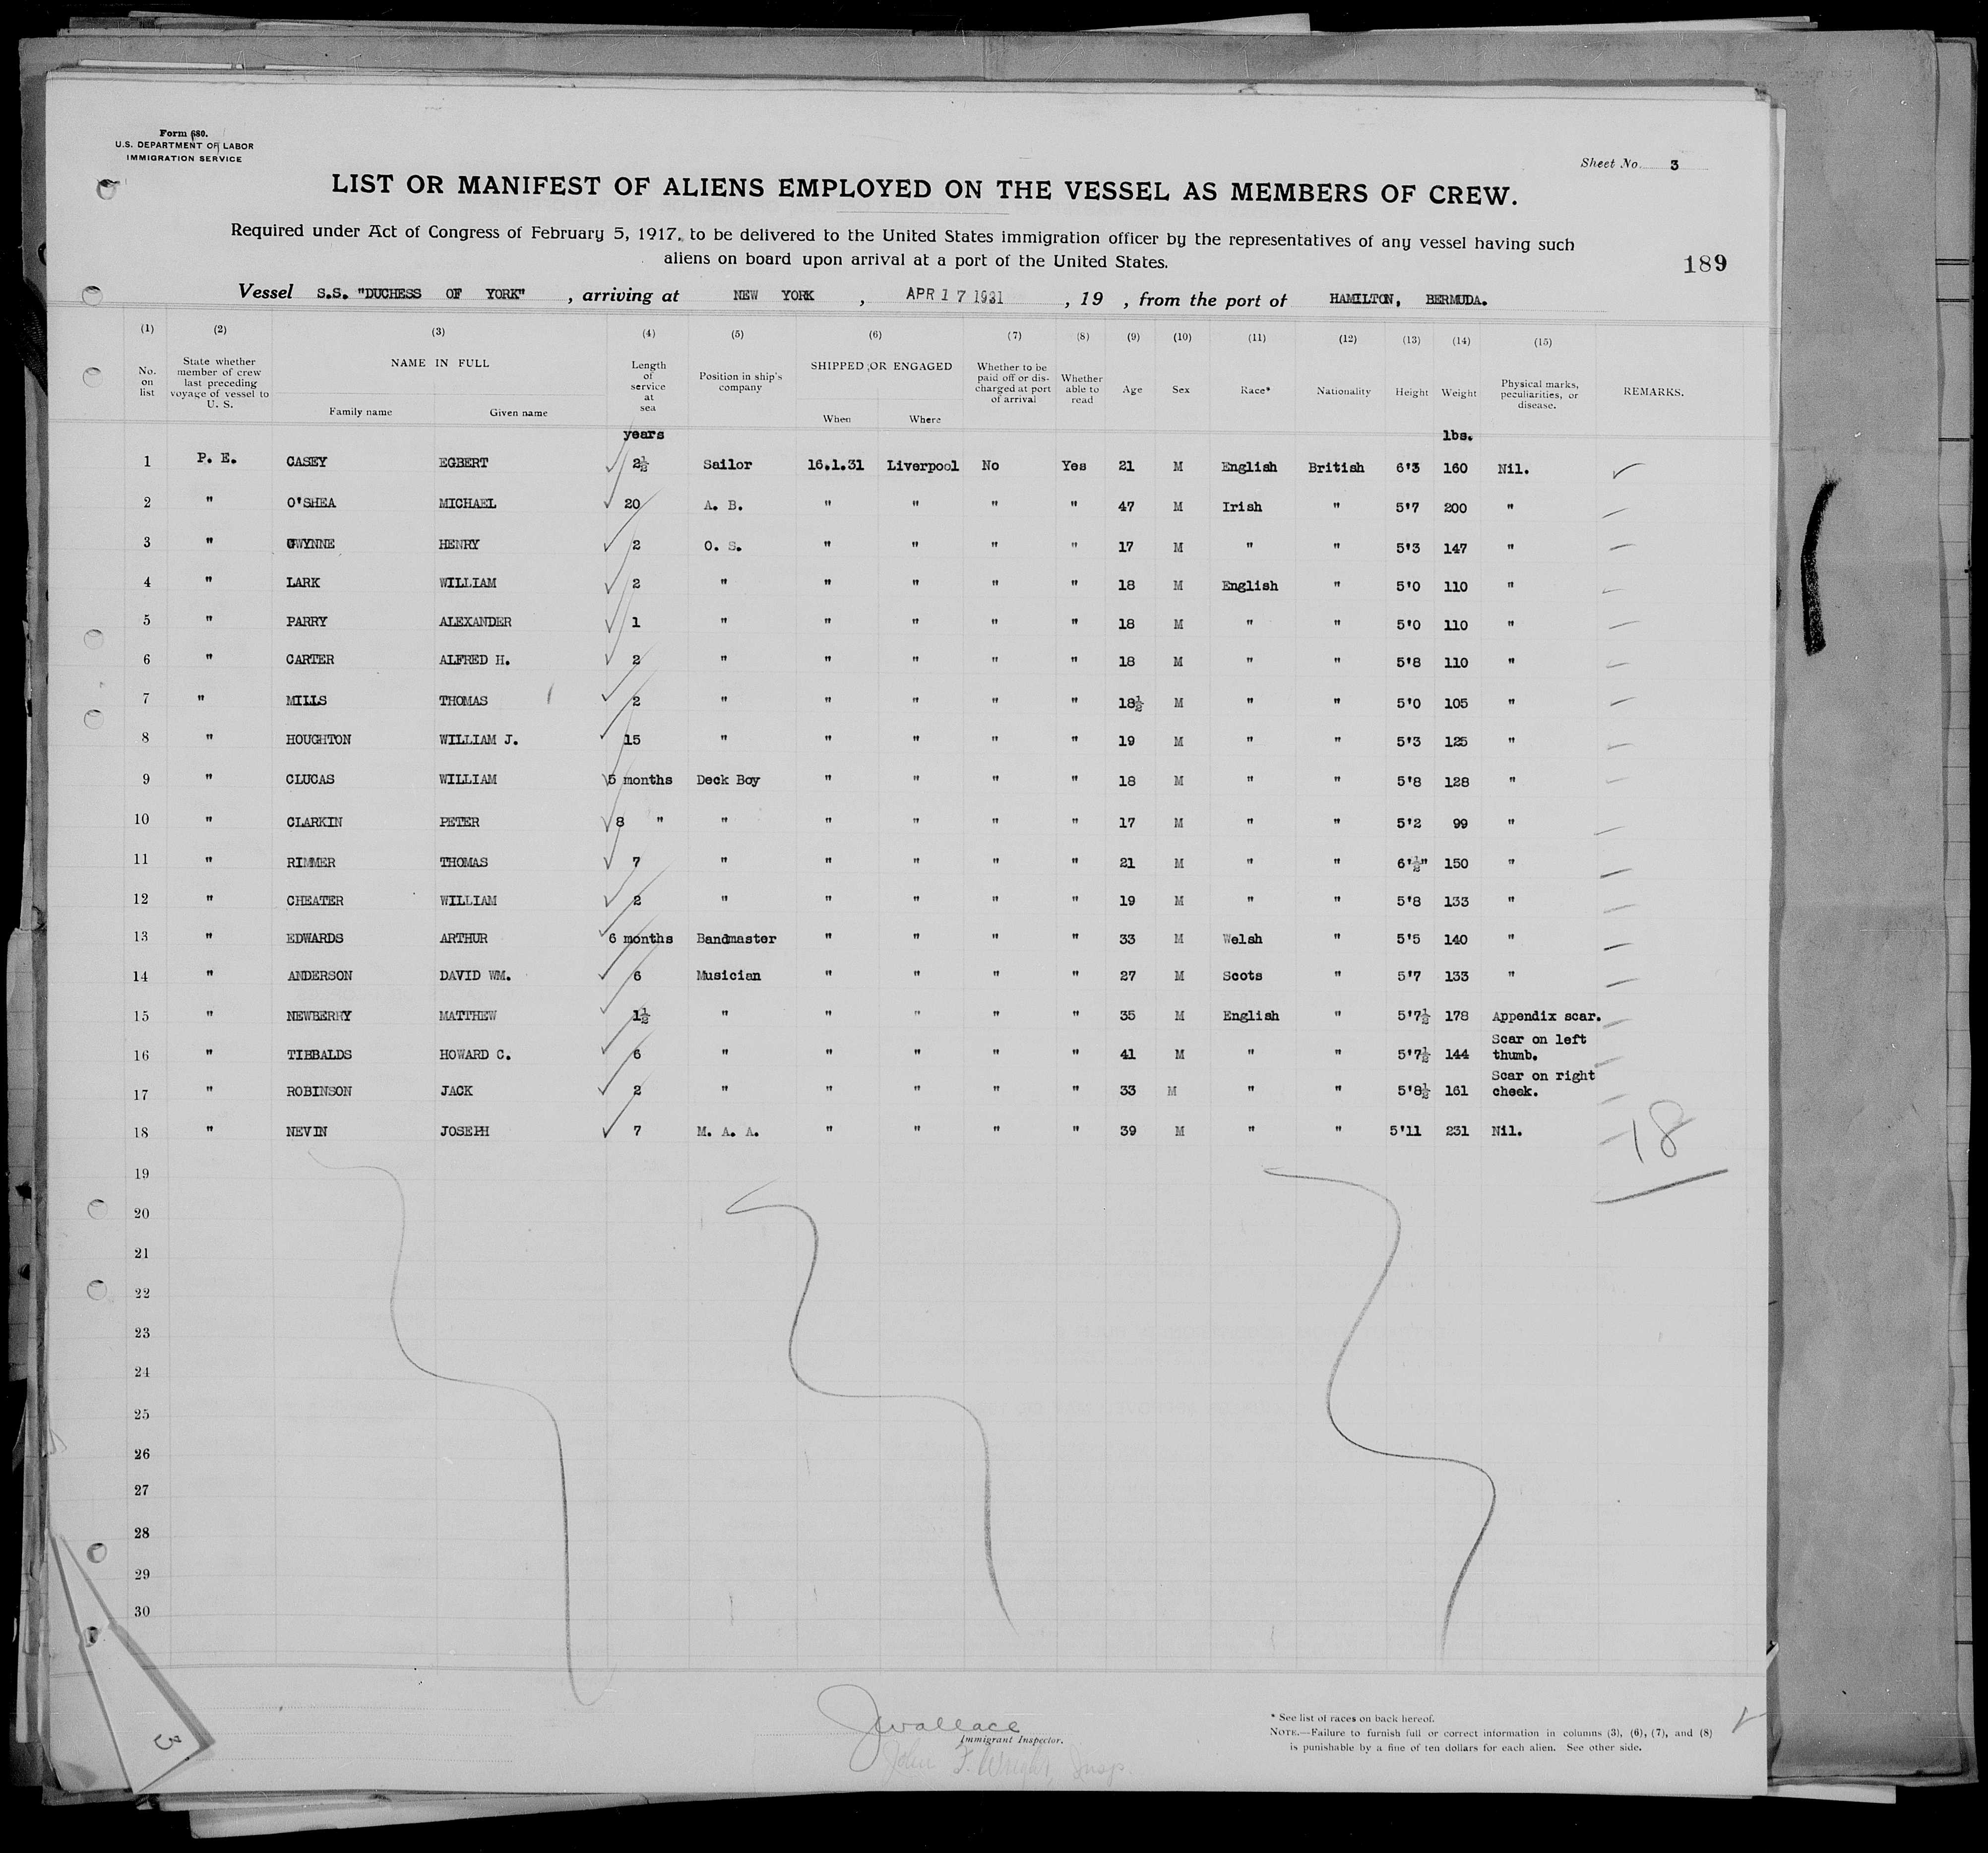 Form 680.
U.S. DEPARTMENT OF LABOR
IMMIGRATION SERVICE
Sheet No. 3
LIST OR MANIFEST OF ALIENS EMPLOYED ON THE VESSEL AS MEMBERS OF CREW.
Required under Act of Congress of February 5, 1917, to be delivered to the United States immigration officer by the representatives of any vessel having such
aliens on board upon arrival at a port of the United States.
189
Vessel S.S. "DUCHESS OF YORK" , arriving at NEW YORK , APR 17 1931 , 19 , from the port of HAMILTON, BERMUDA.
(1) (2) (3) (4) (5) (6) (7) (8) (9) (10) (11) (12) (13) (14) (15)
No. on list State whether member of crew last preceding voyage of vessel to U. S. NAME IN FULL Family name Given name Length of service at sea Position in ship's company SHIPPED OR ENGAGED When Where Whether to be paid off or discharged at port of arrival Whether able to read Age Sex Race* Nationality Height Weight Physical marks, peculiarities, or disease. REMARKS.
years lbs.
1 P. E. CASEY EGBERT 2½ Sailor 16.1.31 Liverpool No Yes 21 M English British 6'3 160 Nil.
2 " O'SHEA MICHAEL 20 A. B. " " " " 47 M Irish " 5'7 200 "
3 " GWYNNE HENRY 2 O. S. " " " " 17 M " " 5'3 147 "
4 " LARK WILLIAM 2 " " " " " 18 M English " 5'0 110 "
5 " PARRY ALEXANDER 1 " " " " " 18 M " " 5'0 110 "
6 " CARTER ALFRED H. 2 " " " " " 18 M " " 5'8 110 "
7 " MILLS THOMAS 2 " " " " " 18½ M " " 5'0 105 "
8 " HOUGHTON WILLIAM J. 15 " " " " " 19 M " " 5'3 125 "
9 " CLUCAS WILLIAM 5 months Deck Boy " " " " 18 M " " 5'8 128 "
10 " CLARKIN PETER 8 " " " " " " 17 M " " 5'2 99 "
11 " RIMMER THOMAS 7 " " " " " 21 M " " 6'½" 150 "
12 " CHEATER WILLIAM 2 " " " " " 19 M " " 5'8 133 "
13 " EDWARDS ARTHUR 6 months Bandmaster " " " " 33 M Welsh " 5'5 140 "
14 " ANDERSON DAVID WM. 6 Musician " " " " 27 M Scots " 5'7 133 "
15 " NEWBERRY MATTHEW 1½ " " " " " 35 M English " 5'7½ 178 Appendix scar.
16 " TIBBALDS HOWARD C. 6 " " " " " 41 M " " 5'7½ 144 Scar on left thumb.
17 " ROBINSON JACK 2 " " " " " 33 M " " 5'8½ 161 Scar on right cheek.
18 " NEVIN JOSEPH 7 M. A. A. " " " " 39 M " " 5'11 231 Nil.
18
19
20
21
22
23
24
25
26
27
28
29
30
JWallace
Immigrant Inspector.
John F. Wright, Insp.
* See list of races on back hereof.
NOTE.—Failure to furnish full or correct information in columns (3), (6), (7), and (8)
is punishable by a fine of ten dollars for each alien. See other side.
3